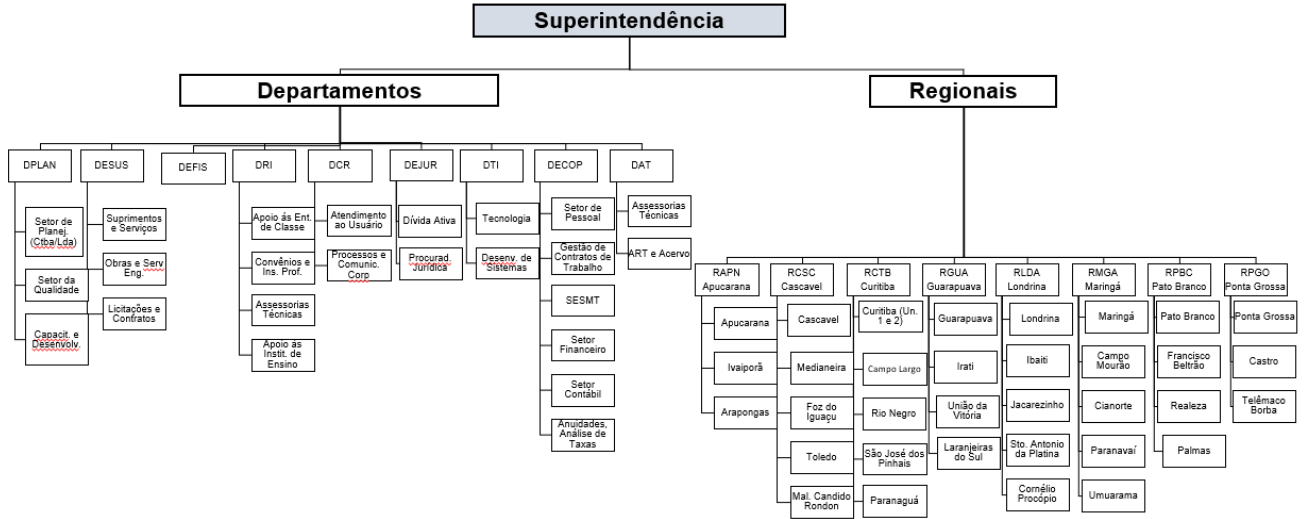 Superintendência
Departamentos
Regionais
DPLAN
DESUS
DEFIS
DRI
DCR
DEJUR
DTI
DECOP
DAT
Setor de
Planej.
(Ctba/Lda)
Setor da
Qualidade
Capacit. e
Desenvolv.
Suprimentos
e Serviços
Obras e Serv
Eng.
Licitações e
Contratos
Apoio ás Ent.
de Classe
Convênios e
Ins. Prof.
Assessorias
Técnicas
Apoio ás
Instit. de
Ensino
Atendimento
ao Usuário
Processos e
Comunic.
Corp
Dívida Ativa
Procurad.
Jurídica
Tecnologia
Desenv. de
Sistemas
Setor de
Pessoal
Gestão de
Contratos de
Trabalho
SESMT
Setor
Financeiro
Setor
Contábil
Anuidades,
Análise de
Taxas
Assessorias
Técnicas
ART e Acervo
RAPN
Apucarana
Apucarana
Ivaiporã
Arapongas
RCSC
Cascavel
Cascavel
Medianeira
Foz do
Iguaçu
Toledo
Mal. Candido
Rondon
RCTB
Curitiba
Curitiba (Un.
1 e 2)
Campo Largo
Rio Negro
São José dos
Pinhais
Paranaguá
RGUA
Guarapuava
Guarapuava
Irati
União da
Vitória
Laranjeiras
do Sul
RLDA
Londrina
Londrina
Ibaiti
Jacarezinho
Sto. Antonio
da Platina
Cornélio
Procópio
RMGA
Maringá
Maringá
Campo
Mourão
Cianorte
Paranavaí
Umuarama
RPBC
Pato Branco
Pato Branco
Francisco
Beltrão
Realeza
Palmas
RPGO
Ponta Grossa
Ponta Grossa
Castro
Telêmaco
Borba